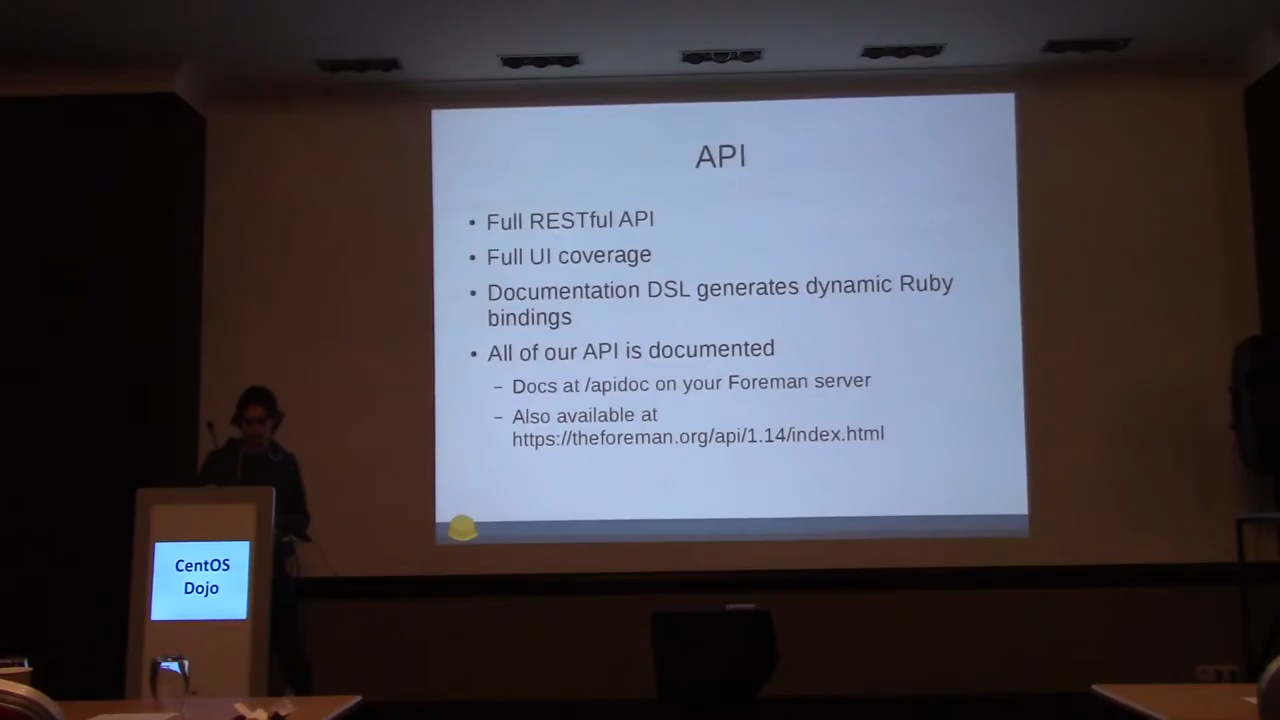 API
• Full RESTful API
• Full UI coverage
• Documentation DSL generates dynamic Ruby
bindings
• All of our API is documented
– Docs at /apidoc on your Foreman server
– Also available at
https://theforeman.org/api/1.14/index.html
CentOS
Dojo